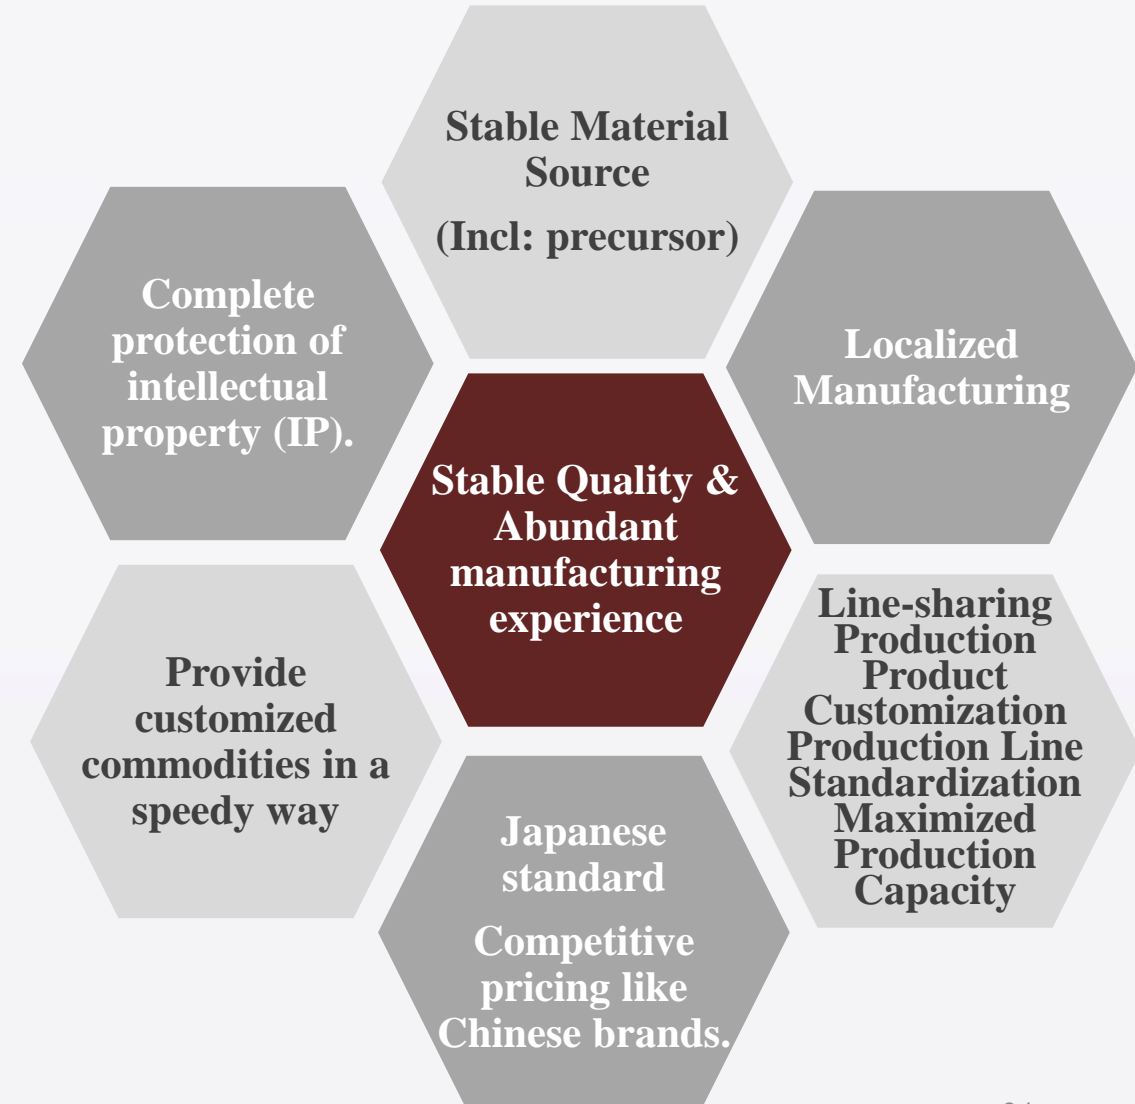 Stable Material
Source
(Incl: precursor)
Complete
protection of
intellectual
property (IP).
Localized
Manufacturing
Stable Quality &
Abundant
manufacturing
experience
Provide
customized
commodities in a
speedy way
Line-sharing
Production
Product
Customization
Production Line
Standardization
Maximized
Production
Capacity
Japanese
standard
Competitive
pricing like
Chinese brands.